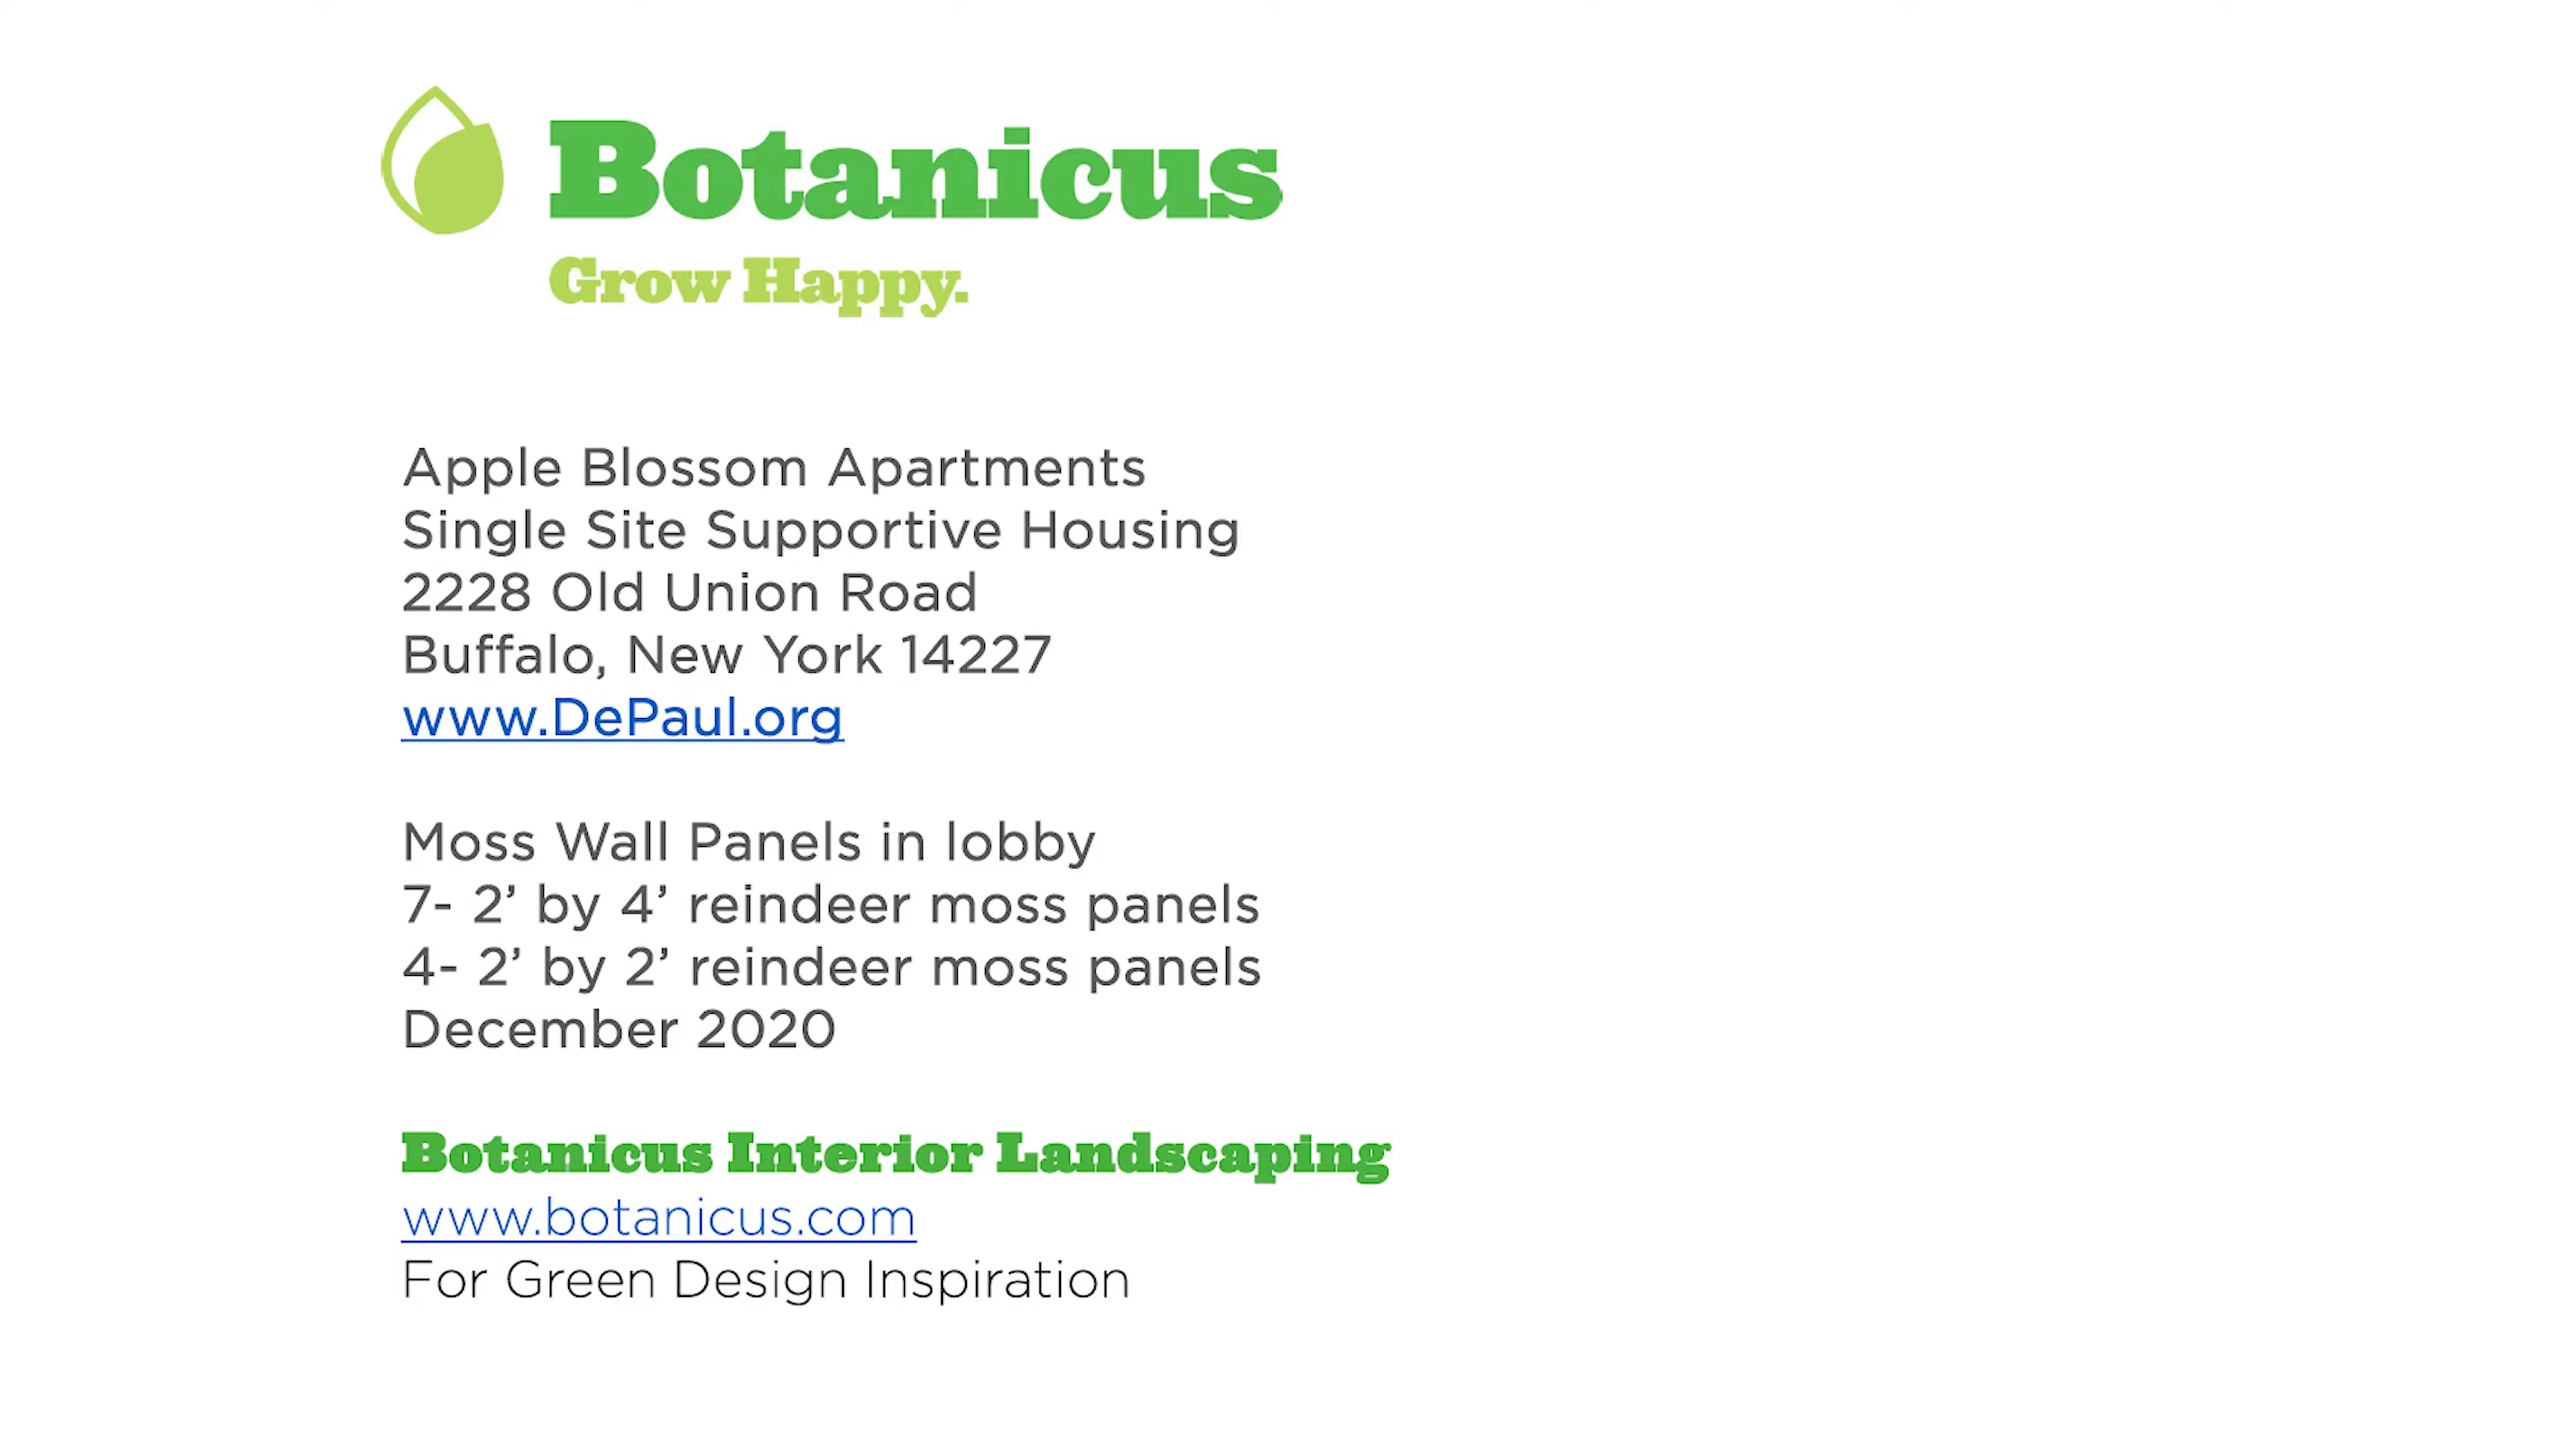 Botanicus
Grow Happy.
Apple Blossom Apartments
Single Site Supportive Housing
2228 Old Union Road
Buffalo, New York 14227
www.DePaul.org
Moss Wall Panels in lobby
7- 2’ by 4’ reindeer moss panels
4- 2’ by 2’ reindeer moss panels
December 2020
Botanicus Interior Landscaping
www.botanicus.com
For Green Design Inspiration